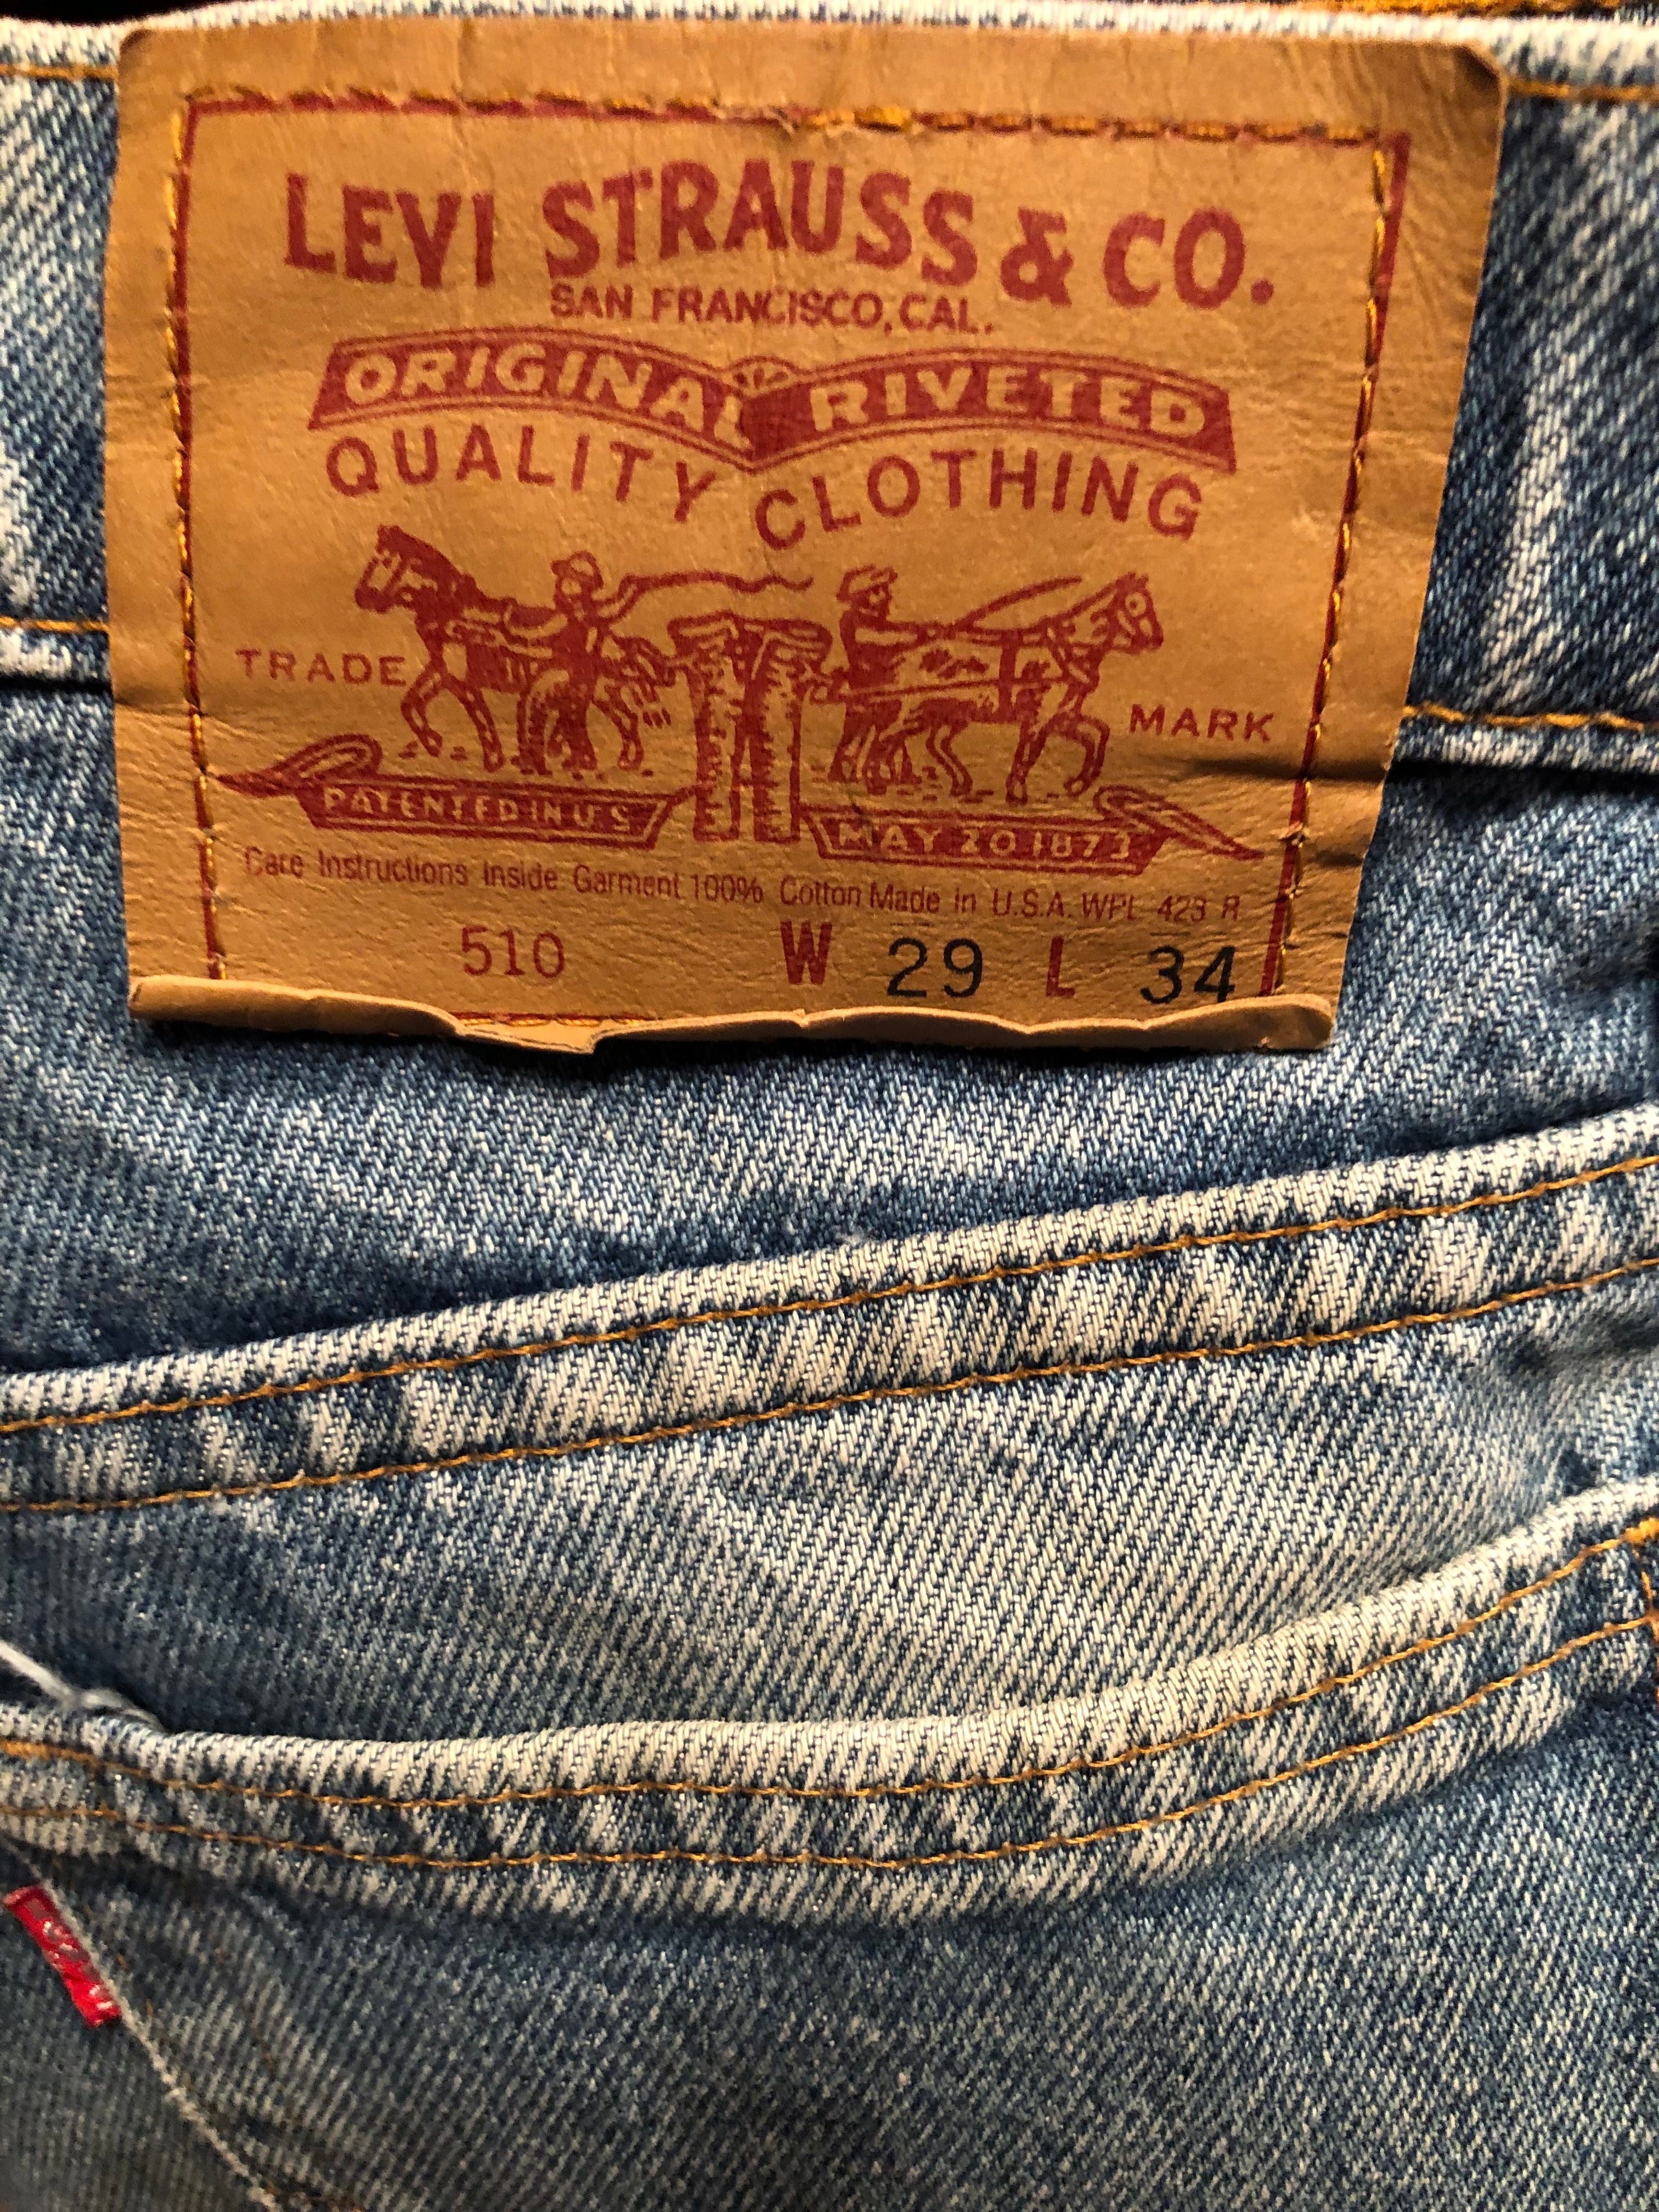 LEVI STRAUSS & CO.
SAN FRANCISCO, CAL.
ORIGINAL RIVETED
QUALITY CLOTHING
TRADE MARK
PATENTED IN U S MAY 20 1873
Care Instructions Inside Garment 100% Cotton Made in U.S.A. WPL 423 R
510 W 29 L 34